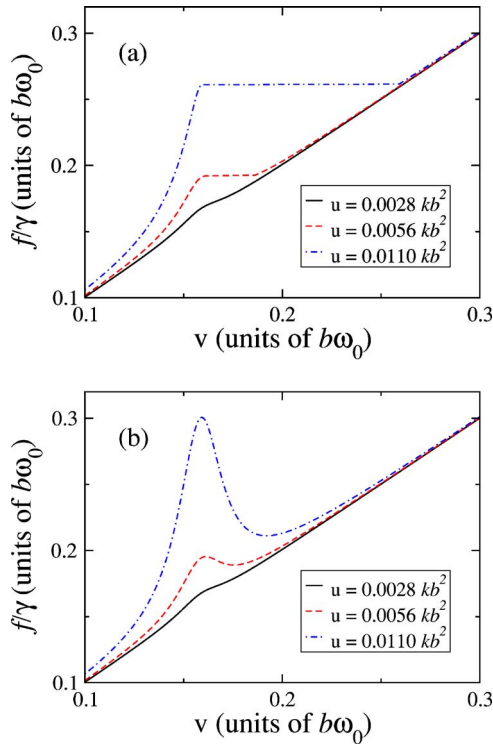 0.3
(a)
f/γ (units of bω₀)
0.2
u = 0.0028 kb²
u = 0.0056 kb²
u = 0.0110 kb²
0.1
0.1 0.2 0.3
v (units of bω₀)
0.3
(b)
f/γ (units of bω₀)
0.2
u = 0.0028 kb²
u = 0.0056 kb²
u = 0.0110 kb²
0.1
0.1 0.2 0.3
v (units of bω₀)